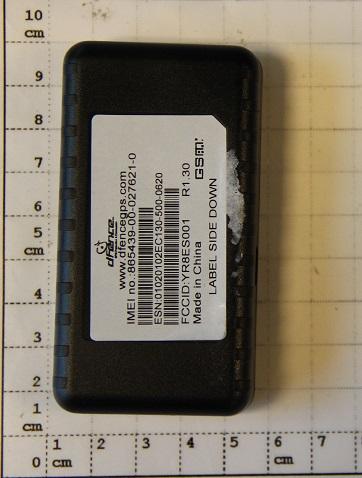 10
cm
9
8
7
6
5
cm
4
3
2
1
cm
0
1
cm
2
3
4
5
6
cm
7
dfence
www.dfencegps.com
IMEI no.:865439-00-027621-0
ESN:01020102EC130-500-0620
FCCID:YR8ES001 R1.30
Made in China GSM
LABEL SIDE DOWN